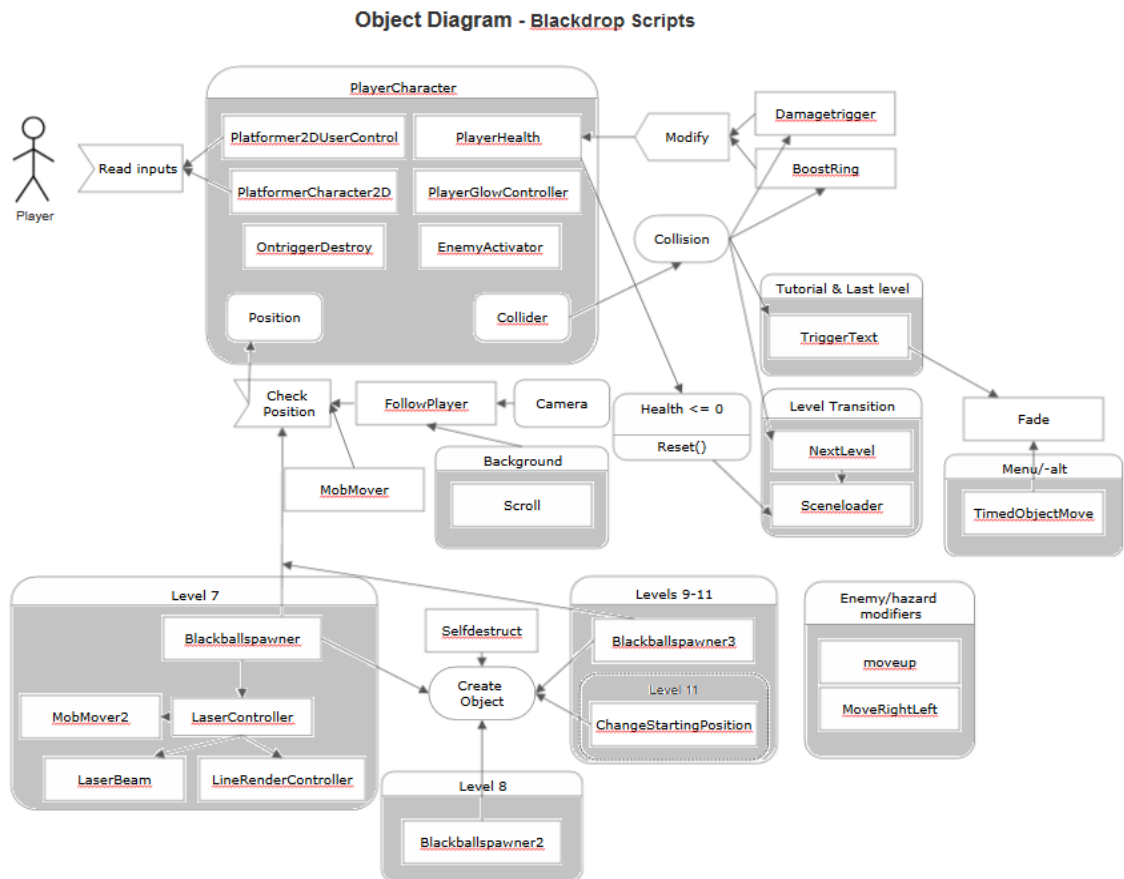 Object Diagram - Blackdrop Scripts
PlayerCharacter
Platformer2DUserControl
PlayerHealth
PlatformerCharacter2D
PlayerGlowController
OntriggerDestroy
EnemyActivator
Position
Collider
Player
Read inputs
Modify
Damagetrigger
BoostRing
Collision
Tutorial & Last level
TriggerText
Check
Position
FollowPlayer
Camera
MobMover
Background
Scroll
Health <= 0
Reset()
Level Transition
NextLevel
Sceneloader
Fade
Menu/-alt
TimedObjectMove
Level 7
Blackballspawner
MobMover2
LaserController
LaserBeam
LineRenderController
Selfdestruct
Create
Object
Level 8
Blackballspawner2
Levels 9-11
Blackballspawner3
Level 11
ChangeStartingPosition
Enemy/hazard
modifiers
moveup
MoveRightLeft